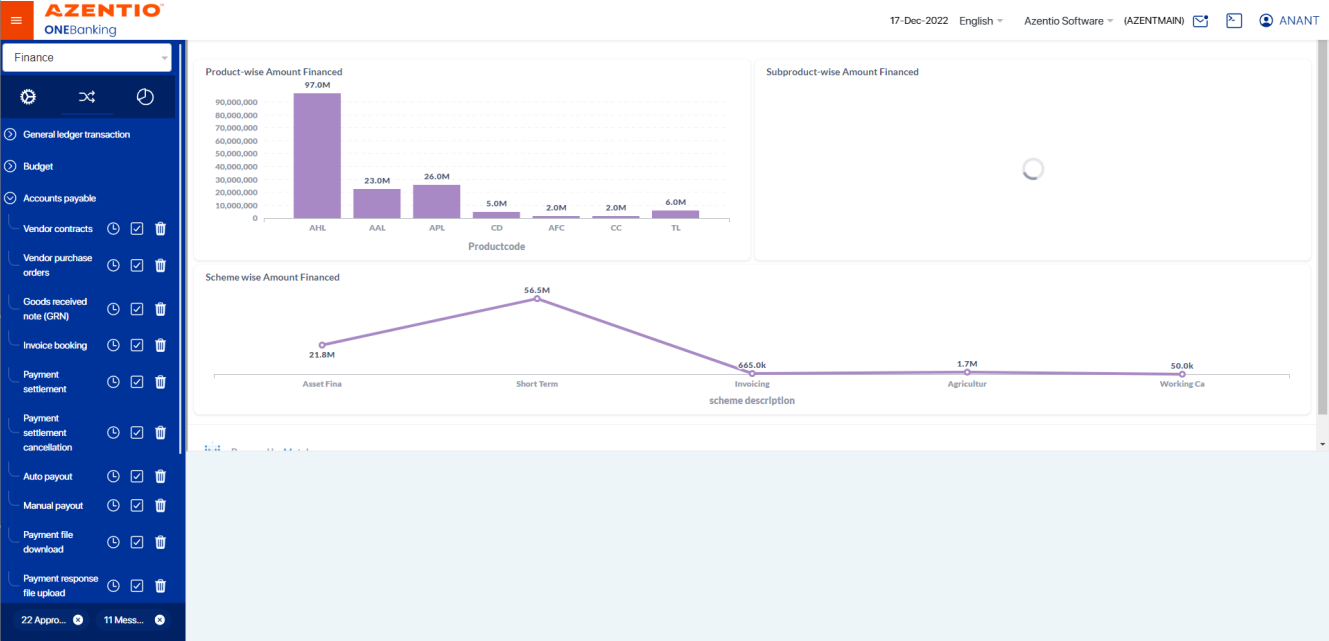 AZENTIO
ONEBanking
17-Dec-2022 English Azentio Software (AZENTMAIN) ANANT
Finance
General ledger transaction
Budget
Accounts payable
Vendor contracts
Vendor purchase
orders
Goods received
note (GRN)
Invoice booking
Payment
settlement
Payment
settlement
cancellation
Auto payout
Manual payout
Payment file
download
Payment response
file upload
22 Appro...
11 Mess...
Product-wise Amount Financed
97.0M
90,000,000
80,000,000
70,000,000
60,000,000
50,000,000
40,000,000
30,000,000
20,000,000
10,000,000
0
23.0M
26.0M
5.0M
2.0M
2.0M
6.0M
AHL AAL APL CD AFC CC TL
Productcode
Subproduct-wise Amount Financed
Scheme wise Amount Financed
56.5M
21.8M
665.0k
1.7M
50.0k
Asset Fina Short Term Invoicing Agricultur Working Ca
scheme description